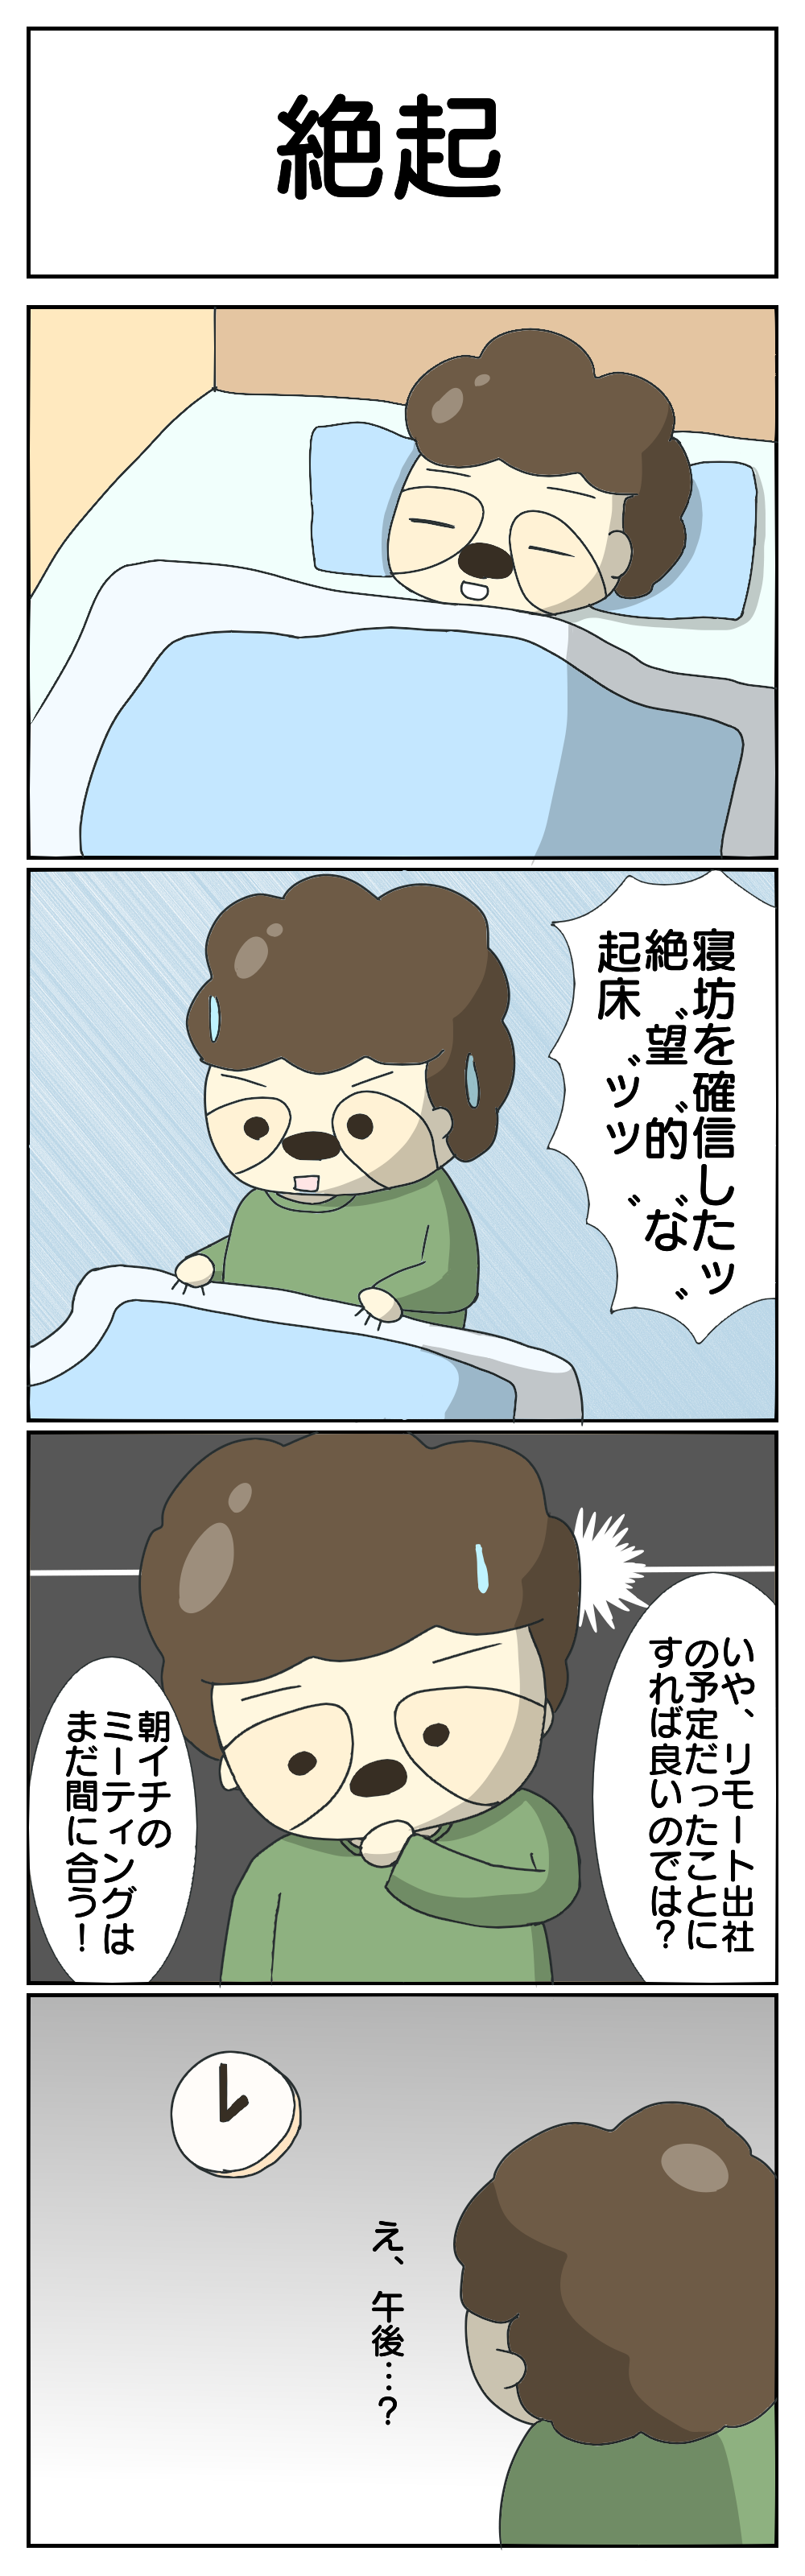 絶起
寝坊を確信したッ
絶望的な
起床ッッ
いや、リモート出社
の予定だったことに
すれば良いのでは?
朝イチの
ミーティングは
まだ間に合う!
え、午後…?